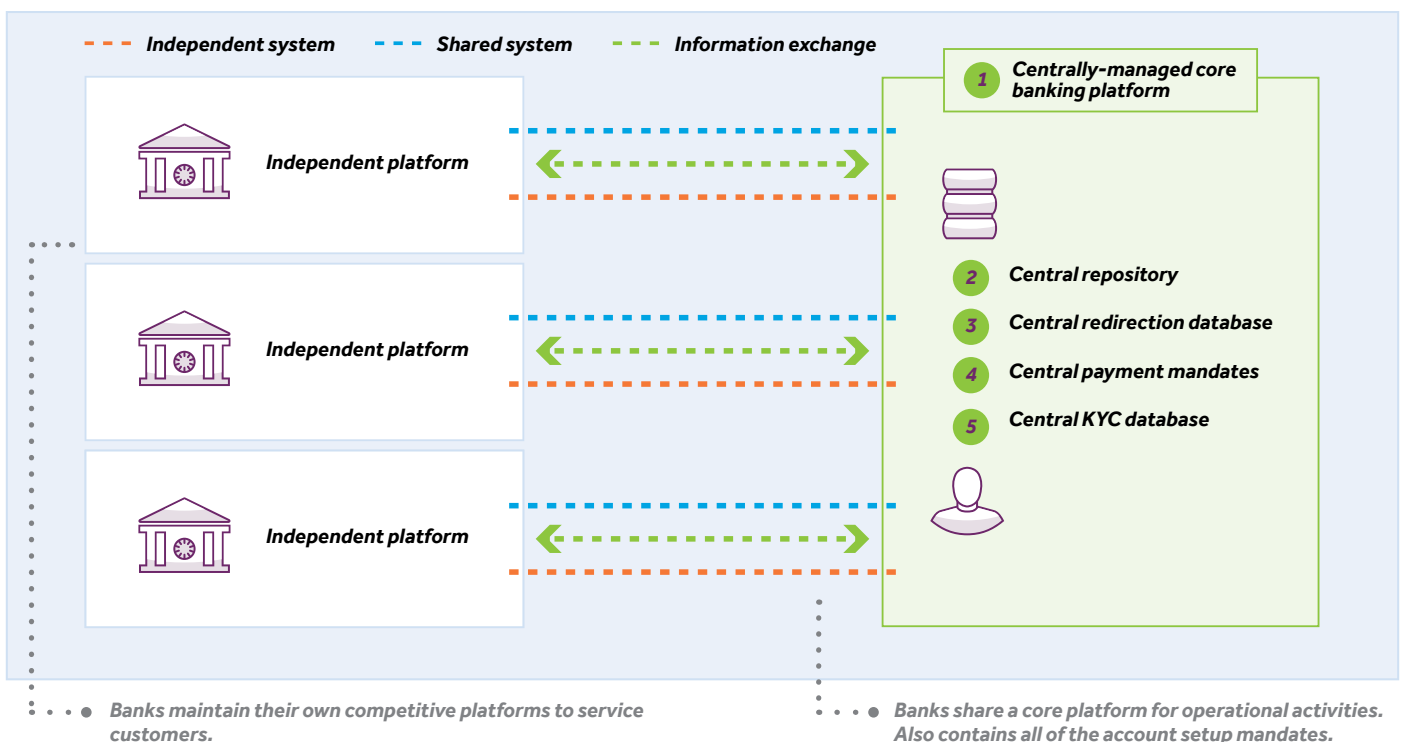 Independent system
Shared system
Information exchange
1
Centrally-managed core
banking platform
Independent platform
Independent platform
Independent platform
2
Central repository
3
Central redirection database
4
Central payment mandates
5
Central KYC database
Banks maintain their own competitive platforms to service
customers.
Banks share a core platform for operational activities.
Also contains all of the account setup mandates.